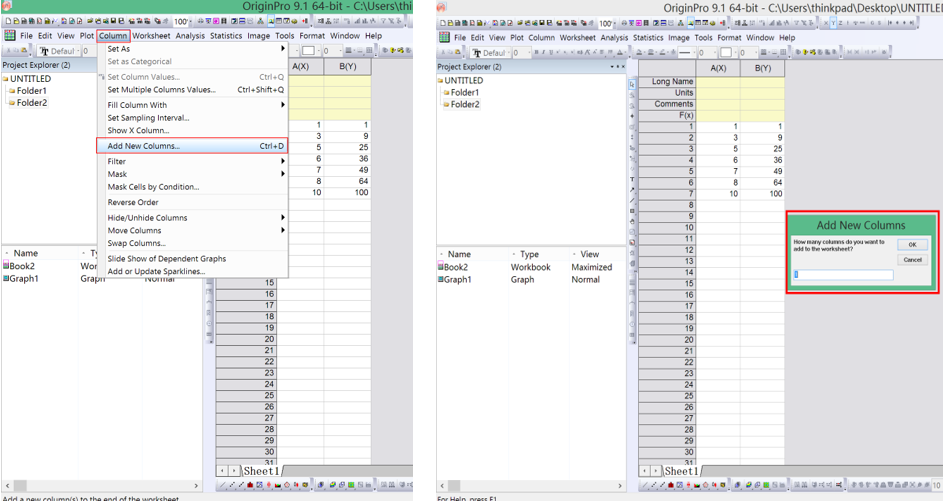 OriginPro 9.1 64-bit - C:\Users\thi
File Edit View Plot Column Worksheet Analysis Statistics Image Tools Format Window Help
100%
Defaul 0
0
Project Explorer (2)
UNTITLED
Folder1
Folder2
Set As
Set as Categorical
Set Column Values... Ctrl+Q
Set Multiple Columns Values... Ctrl+Shift+Q
Fill Column With
Set Sampling Interval...
Show X Column...
Add New Columns... Ctrl+D
Filter
Mask
Mask Cells by Condition...
Reverse Order
Hide/Unhide Columns
Move Columns
Swap Columns...
Slide Show of Dependent Graphs
Add or Update Sparklines...
A(X) B(Y)
1 1
3 9
5 25
6 36
7 49
8 64
10 100
Name Ty
Book2 Work
Graph1 Graph Normal
15
16
17
18
19
20
21
22
23
24
25
26
27
28
29
30
31
Sheet1
Add a new column(s) to the end of the worksheet
OriginPro 9.1 64-bit - C:\Users\thinkpad\Desktop\UNTITLED
100%
File Edit View Plot Column Worksheet Analysis Statistics Image Tools Format Window Help
Defaul 0
0
Project Explorer (2)
UNTITLED
Folder1
Folder2
Name Type View
Book2 Workbook Maximized
Graph1 Graph Normal
A(X) B(Y)
Long Name
Units
Comments
F(x)
1 1 1
2 3 9
3 5 25
4 6 36
5 7 49
6 8 64
7 10 100
8
9
10
11
12
13
14
15
16
17
18
19
20
21
22
23
24
25
26
27
28
29
30
31
Sheet1
Add New Columns
How many columns do you want
to add to the worksheet?
OK
Cancel
1
10
For Help, press F1